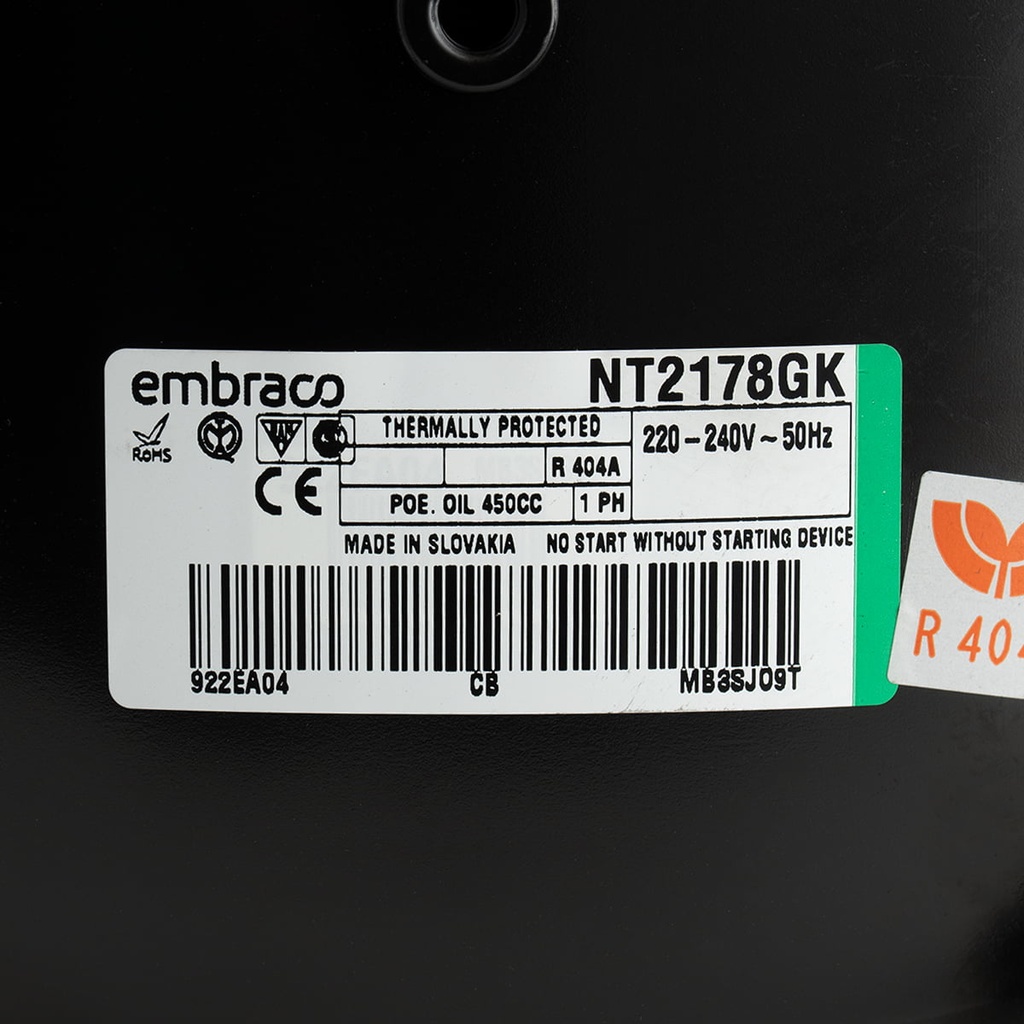 embraco
NT2178GK
ROHS
THERMALLY PROTECTED
220-240V~50Hz
R 404A
CE
POE. OIL 450CC
1 PH
MADE IN SLOVAKIA
NO START WITHOUT STARTING DEVICE
922EA04
CB
MB3SJ09T
R 404